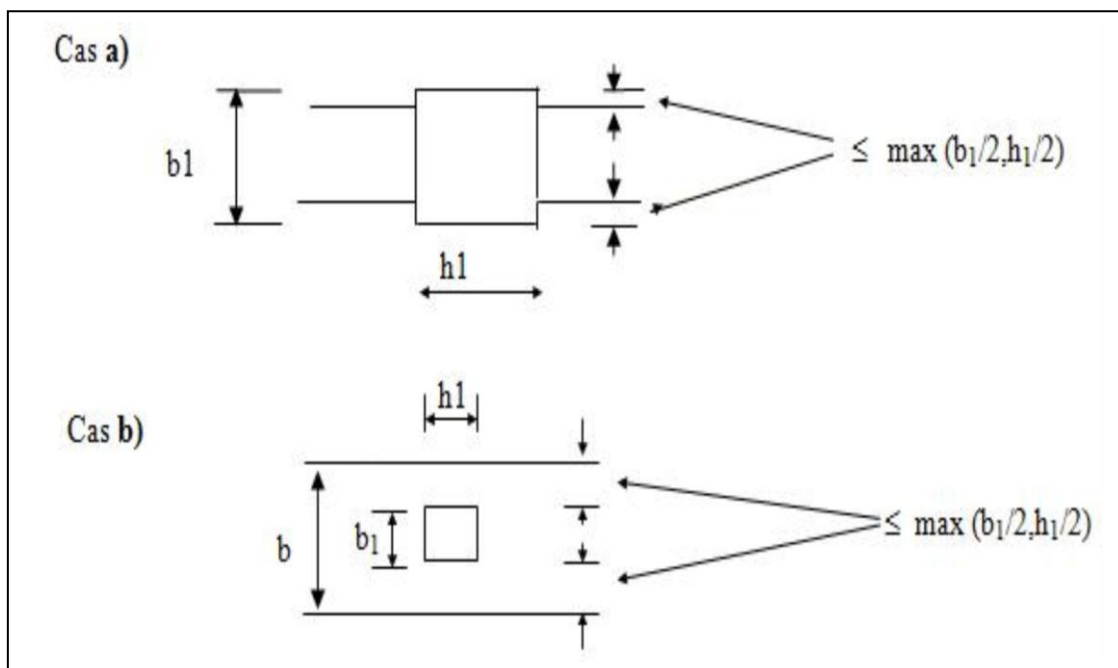 Cas a)
b1
≤ max (b₁/2,h₁/2)
h1
h1
Cas b)
b
b₁
≤ max (b₁/2,h₁/2)